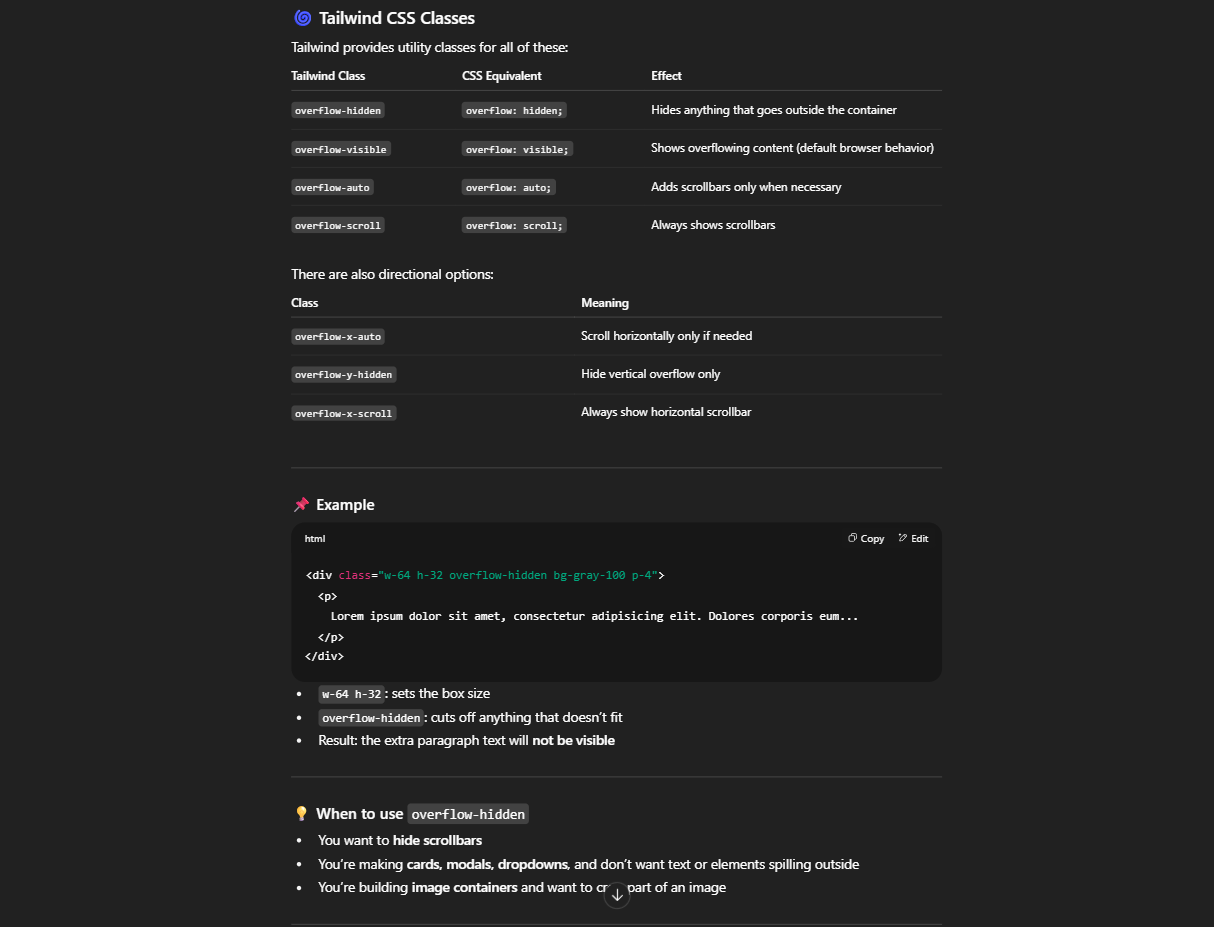 🌀 Tailwind CSS Classes
Tailwind provides utility classes for all of these:
Tailwind Class CSS Equivalent Effect
overflow-hidden overflow: hidden; Hides anything that goes outside the container
overflow-visible overflow: visible; Shows overflowing content (default browser behavior)
overflow-auto overflow: auto; Adds scrollbars only when necessary
overflow-scroll overflow: scroll; Always shows scrollbars
There are also directional options:
Class Meaning
overflow-x-auto Scroll horizontally only if needed
overflow-y-hidden Hide vertical overflow only
overflow-x-scroll Always show horizontal scrollbar
📌 Example
html Copy Edit
<div class="w-64 h-32 overflow-hidden bg-gray-100 p-4">
<p>
Lorem ipsum dolor sit amet, consectetur adipisicing elit. Dolores corporis eum...
</p>
</div>
• w-64 h-32: sets the box size
• overflow-hidden: cuts off anything that doesn’t fit
• Result: the extra paragraph text will not be visible
💡 When to use overflow-hidden
• You want to hide scrollbars
• You’re making cards, modals, dropdowns, and don’t want text or elements spilling outside
• You’re building image containers and want to part of an image